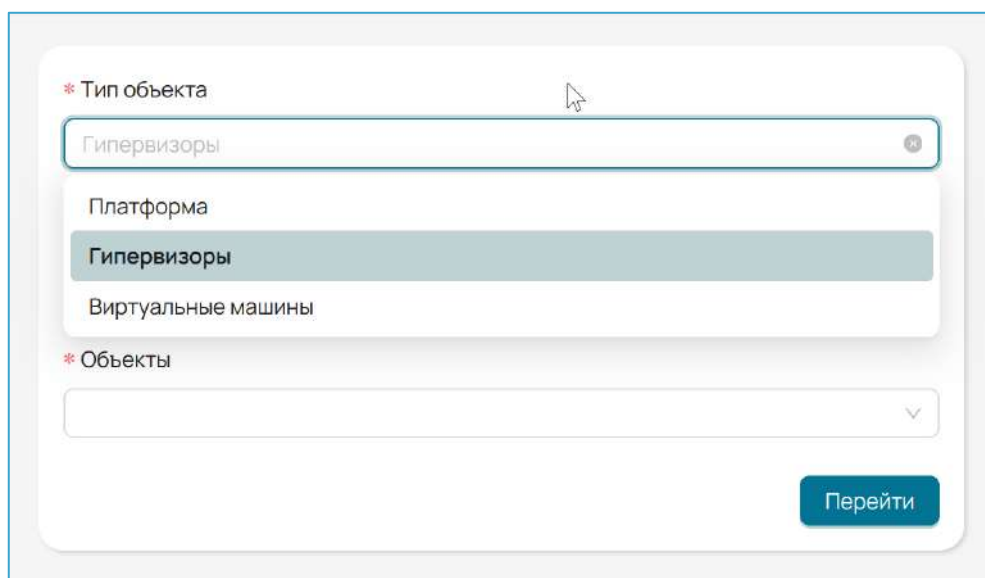 * Тип объекта
Гипервизоры
Платформа
Гипервизоры
Виртуальные машины
* Объекты
Перейти